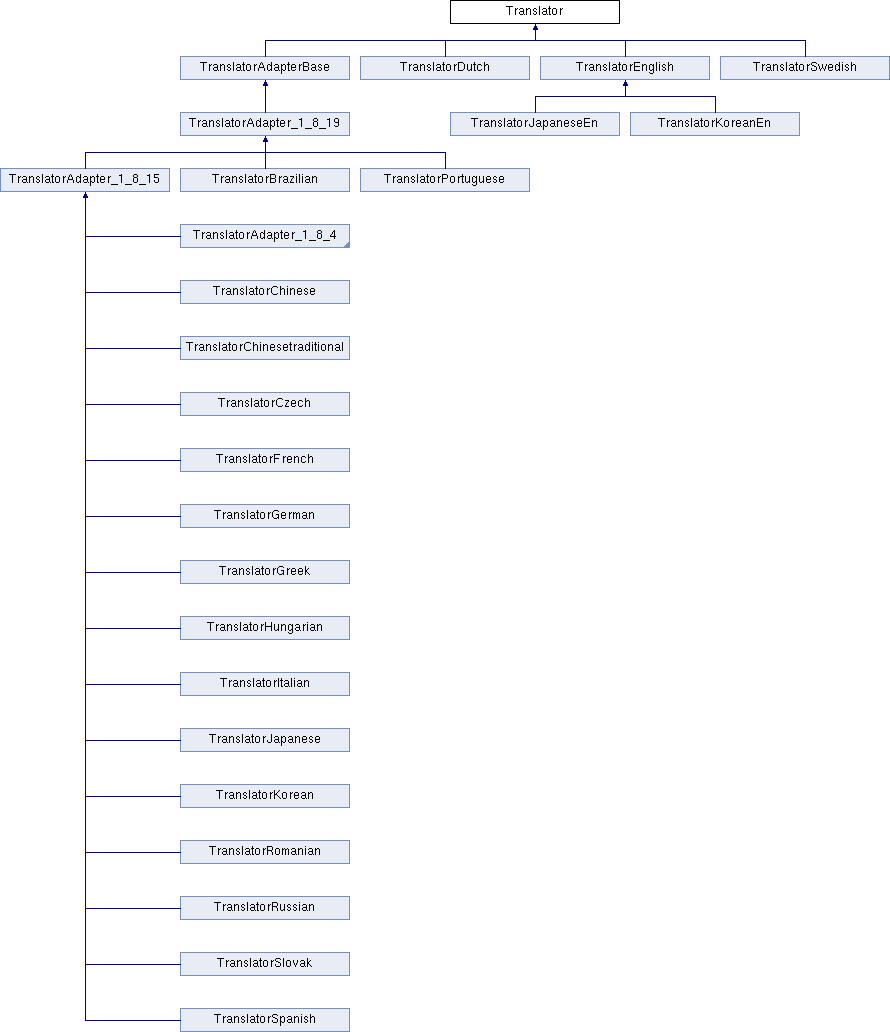 Translator
TranslatorAdapterBase
TranslatorDutch
TranslatorEnglish
TranslatorSwedish
TranslatorAdapter_1_8_19
TranslatorJapaneseEn
TranslatorKoreanEn
TranslatorAdapter_1_8_15
TranslatorBrazilian
TranslatorPortuguese
TranslatorAdapter_1_8_4
TranslatorChinese
TranslatorChinesetraditional
TranslatorCzech
TranslatorFrench
TranslatorGerman
TranslatorGreek
TranslatorHungarian
TranslatorItalian
TranslatorJapanese
TranslatorKorean
TranslatorRomanian
TranslatorRussian
TranslatorSlovak
TranslatorSpanish